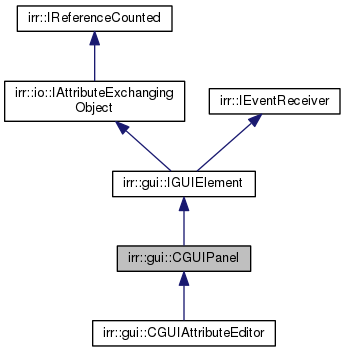 irr::IReferenceCounted
irr::io::IAttributeExchanging
Object
irr::IEventReceiver
irr::gui::IGUIElement
irr::gui::CGUIPanel
irr::gui::CGUIAttributeEditor